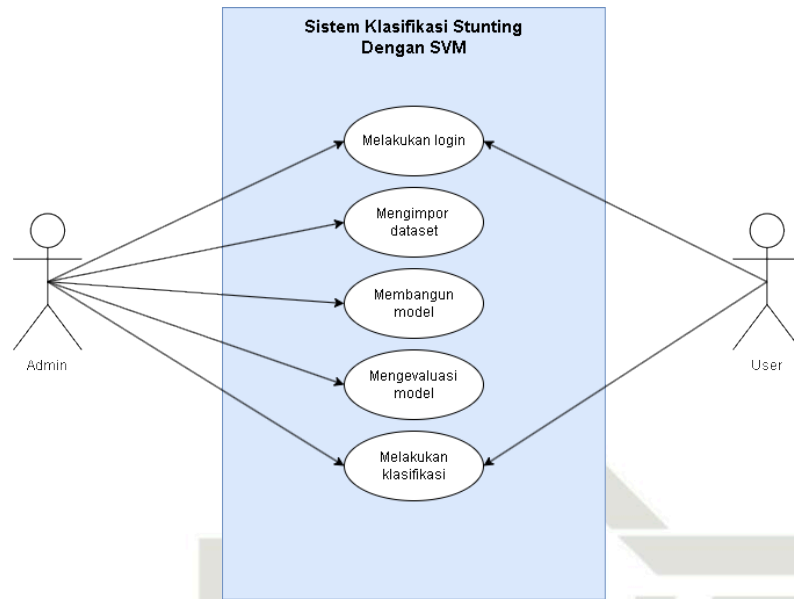 Sistem Klasifikasi Stunting
Dengan SVM
Melakukan login
Mengimpor
dataset
Membangun
model
Mengevaluasi
model
Melakukan
klasifikasi
Admin
User